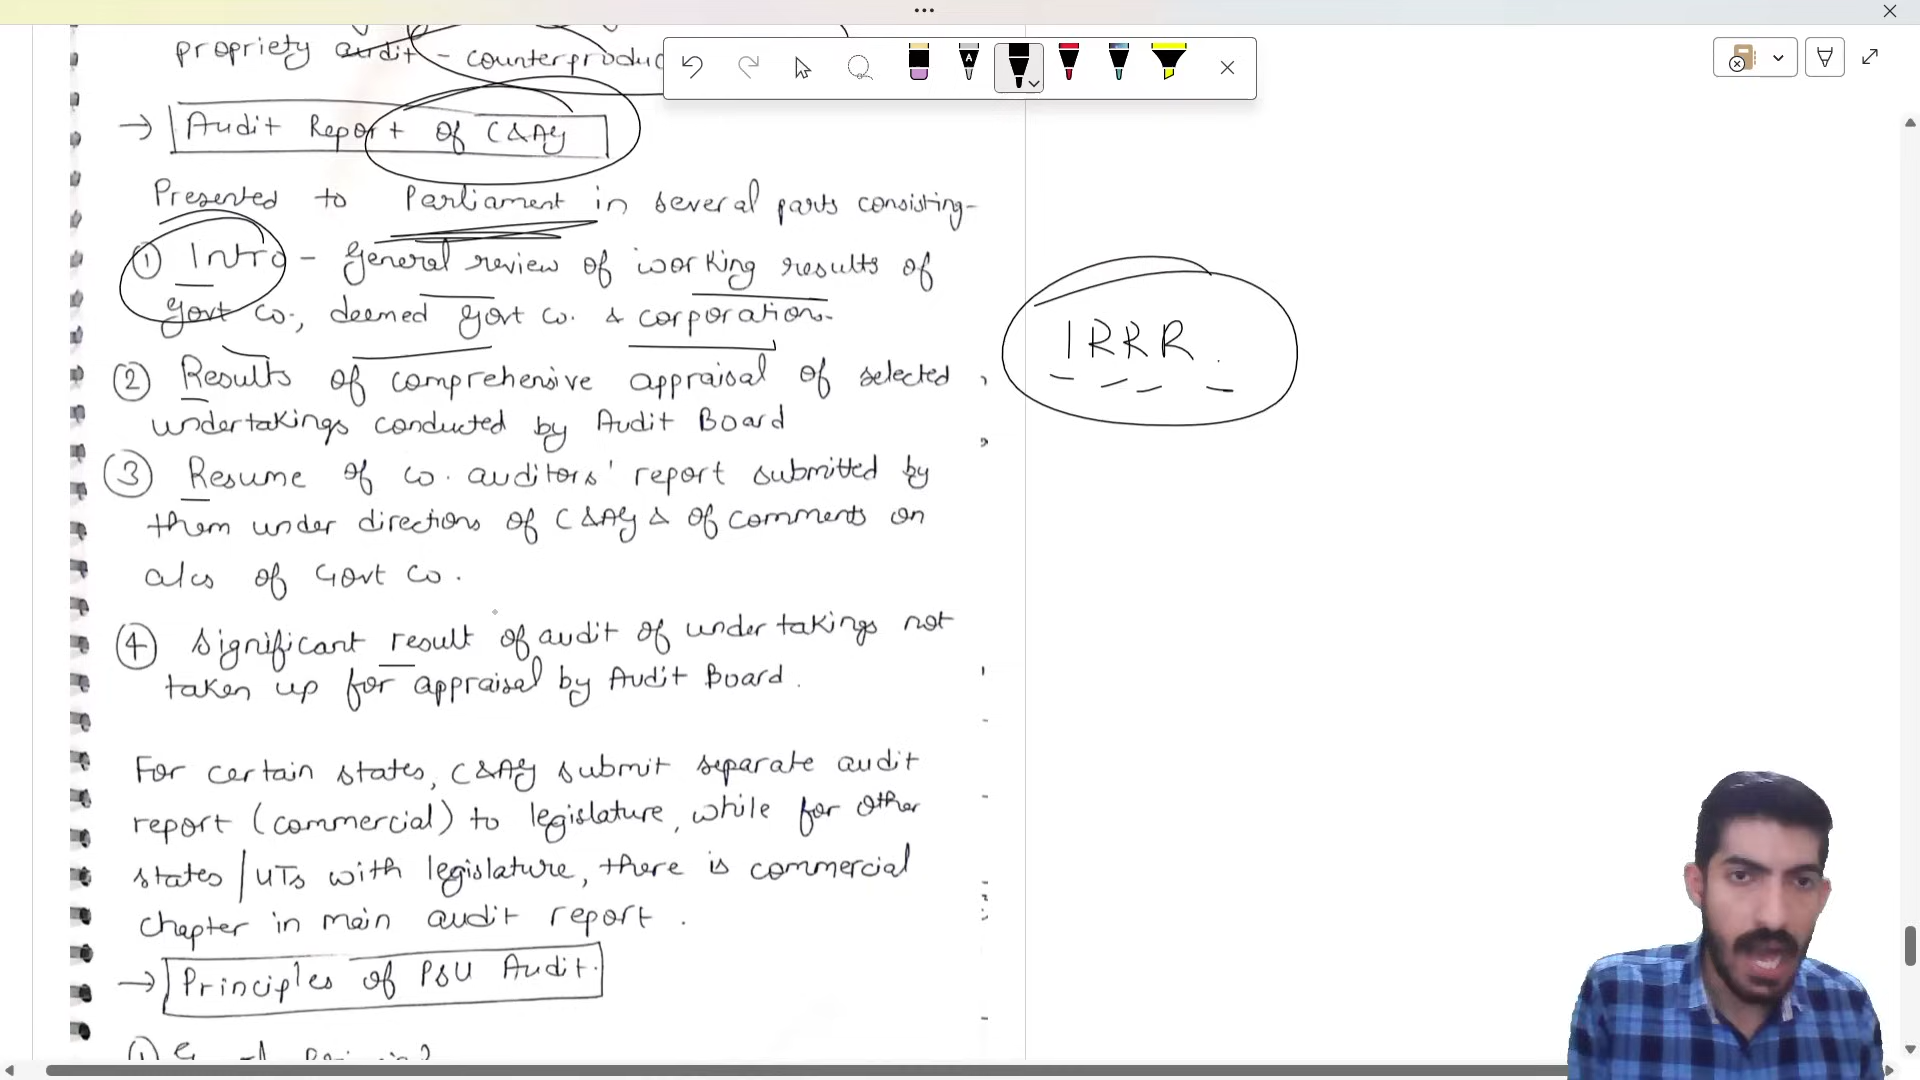 propriety audit - counterproduc
→ Audit Report of C&AG
Presented to Parliament in several parts consisting-
① Intro - General review of working results of
Govt co., deemed Govt co. & corporations.
② Results of comprehensive appraisal of selected
undertakings conducted by Audit Board
③ Resume of co. auditors' report submitted by
them under directions of C&AG & of comments on
a/cs of Govt co.
④ Significant result of audit of undertakings not
taken up for appraisal by Audit Board.
For certain states, C&AG submit separate audit
report (commercial) to legislature, while for other
states / UTs with legislature, there is commercial
chapter in main audit report.
→ Principles of PSU Audit.
IRRR.